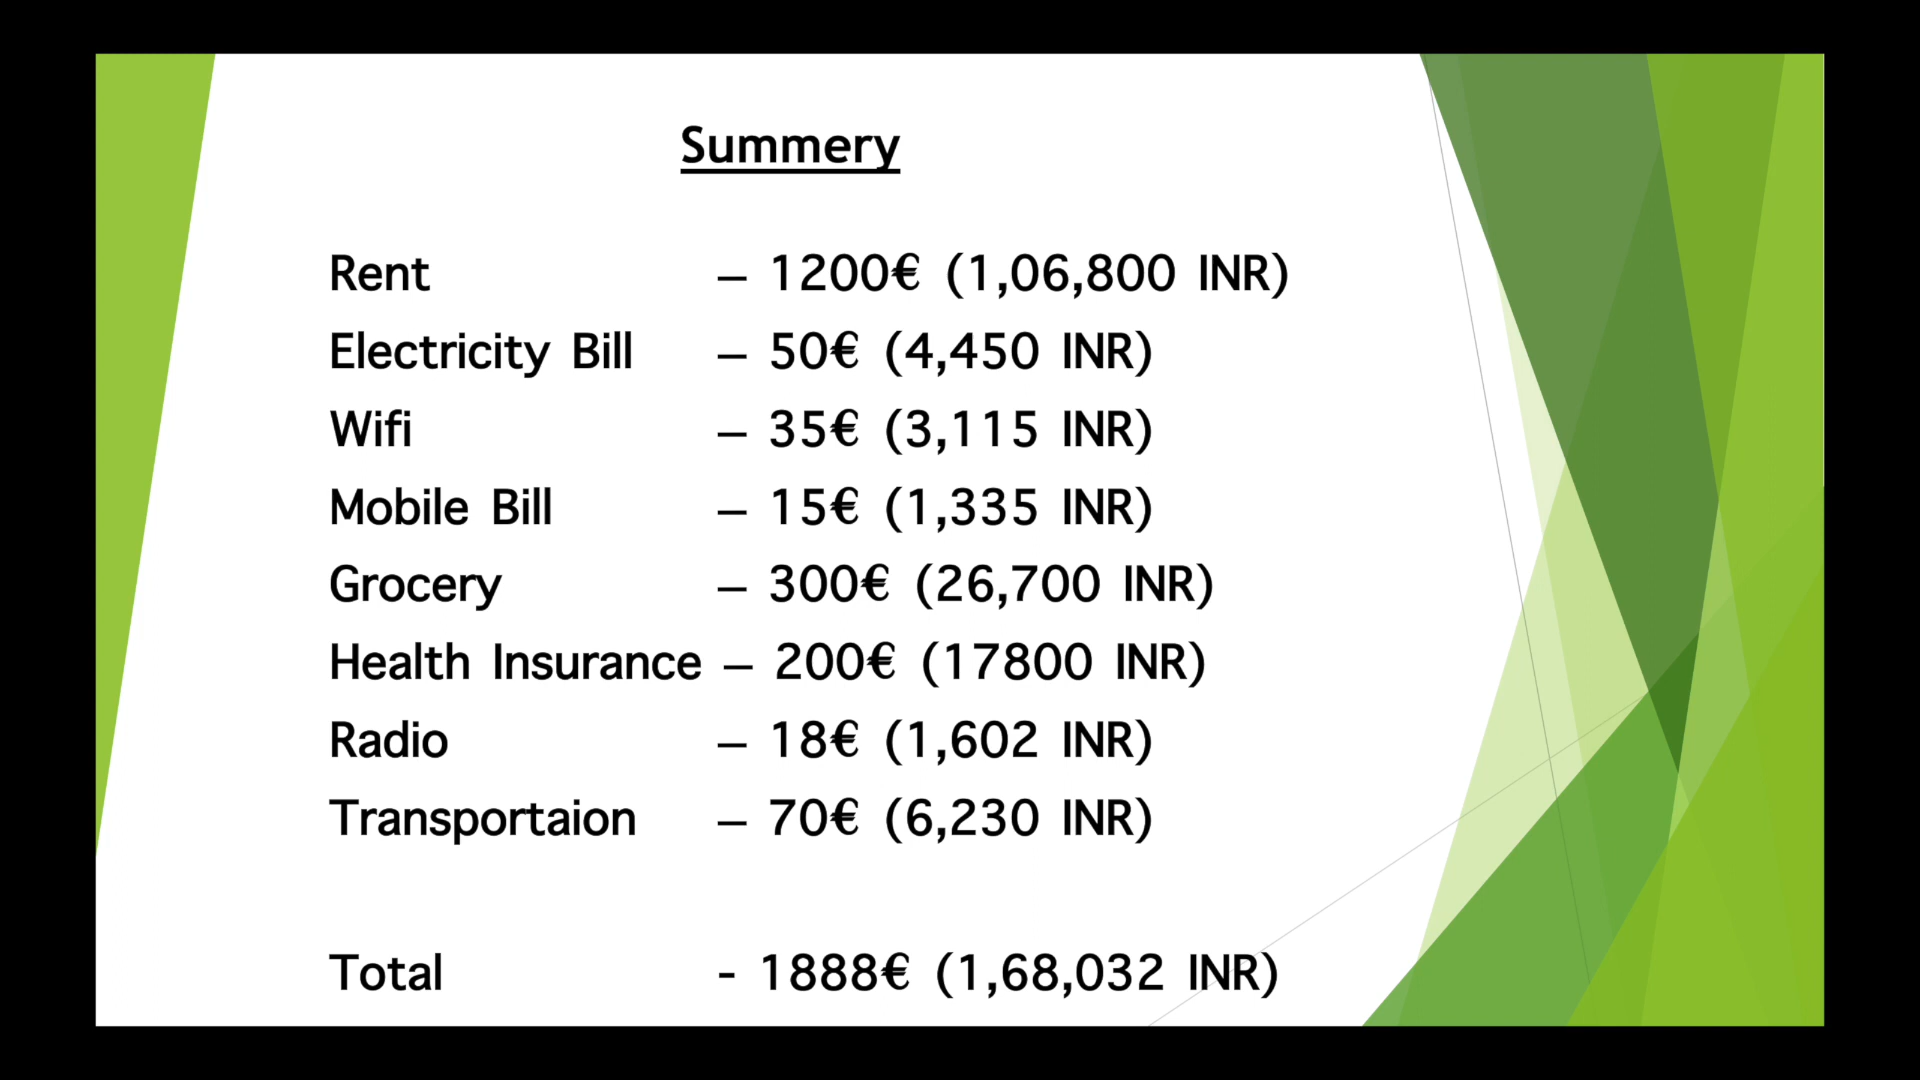 Summery
Rent – 1200€ (1,06,800 INR)
Electricity Bill – 50€ (4,450 INR)
Wifi – 35€ (3,115 INR)
Mobile Bill – 15€ (1,335 INR)
Grocery – 300€ (26,700 INR)
Health Insurance – 200€ (17800 INR)
Radio – 18€ (1,602 INR)
Transportaion – 70€ (6,230 INR)
Total - 1888€ (1,68,032 INR)